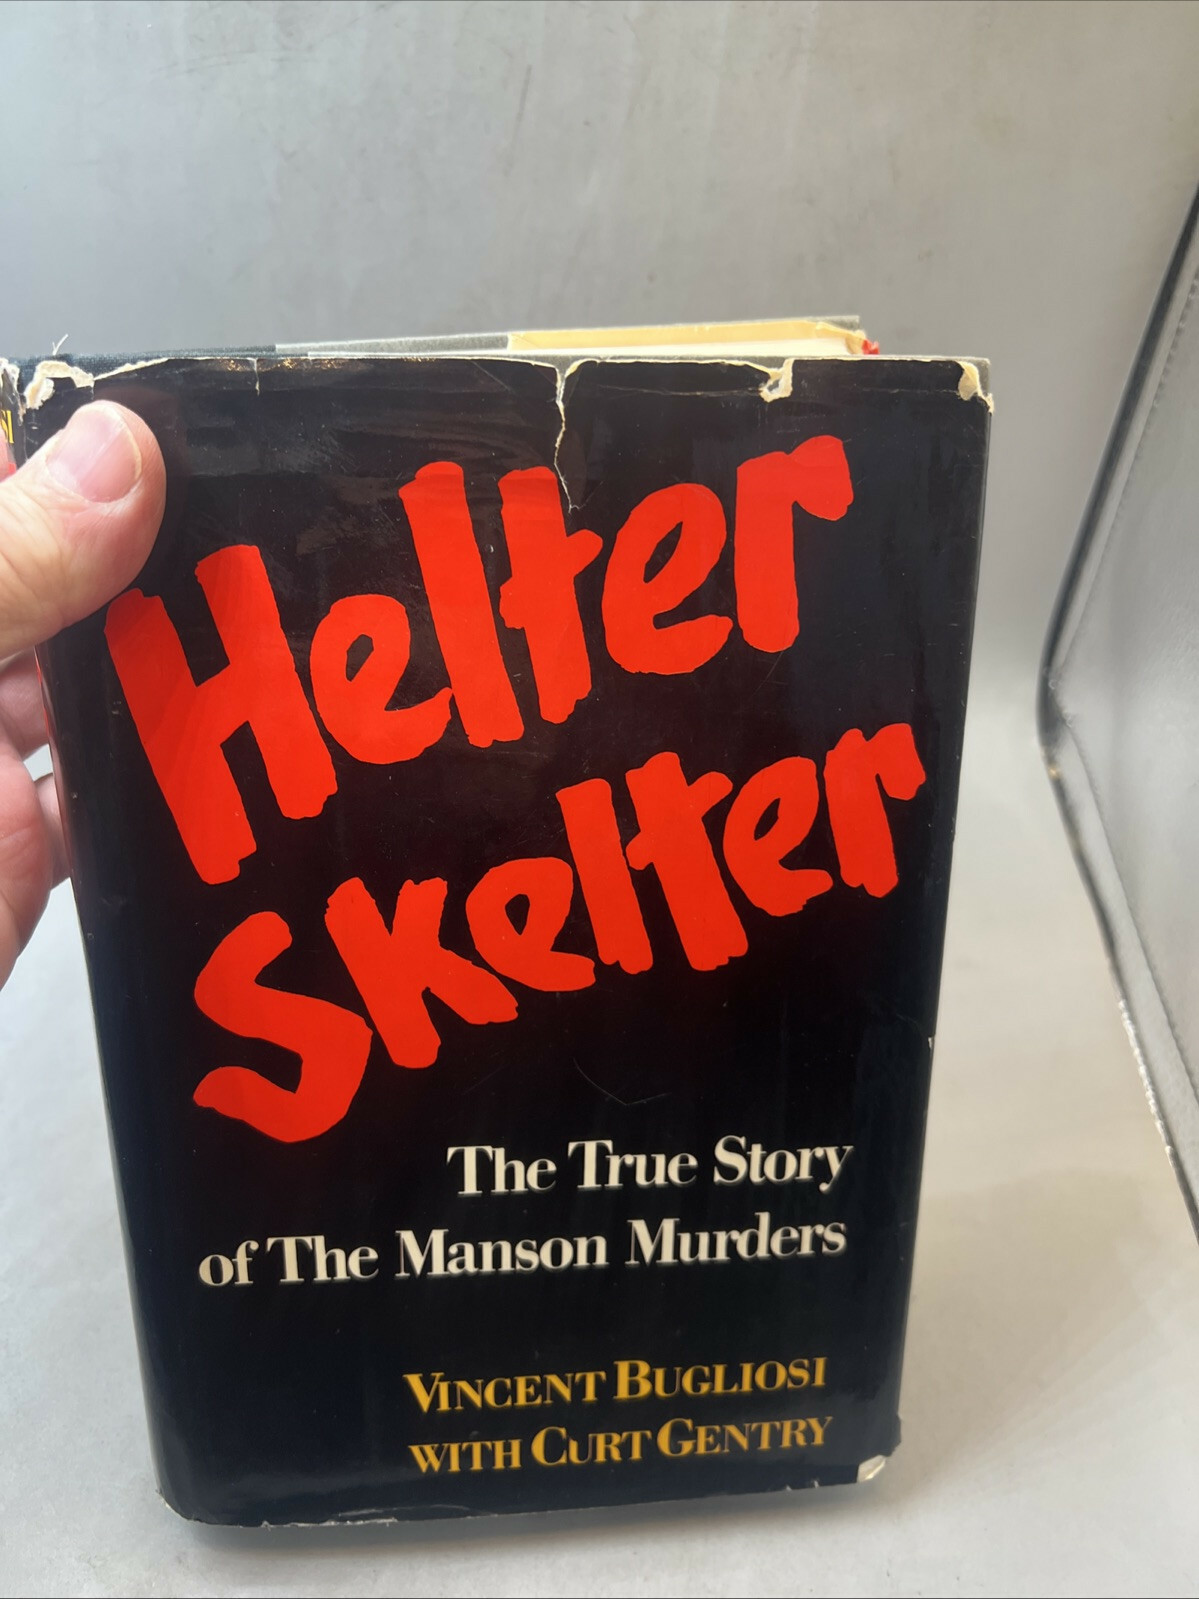 Helter
Skelter
The True Story
of The Manson Murders
VINCENT BUGLIOSI
WITH CURT GENTRY